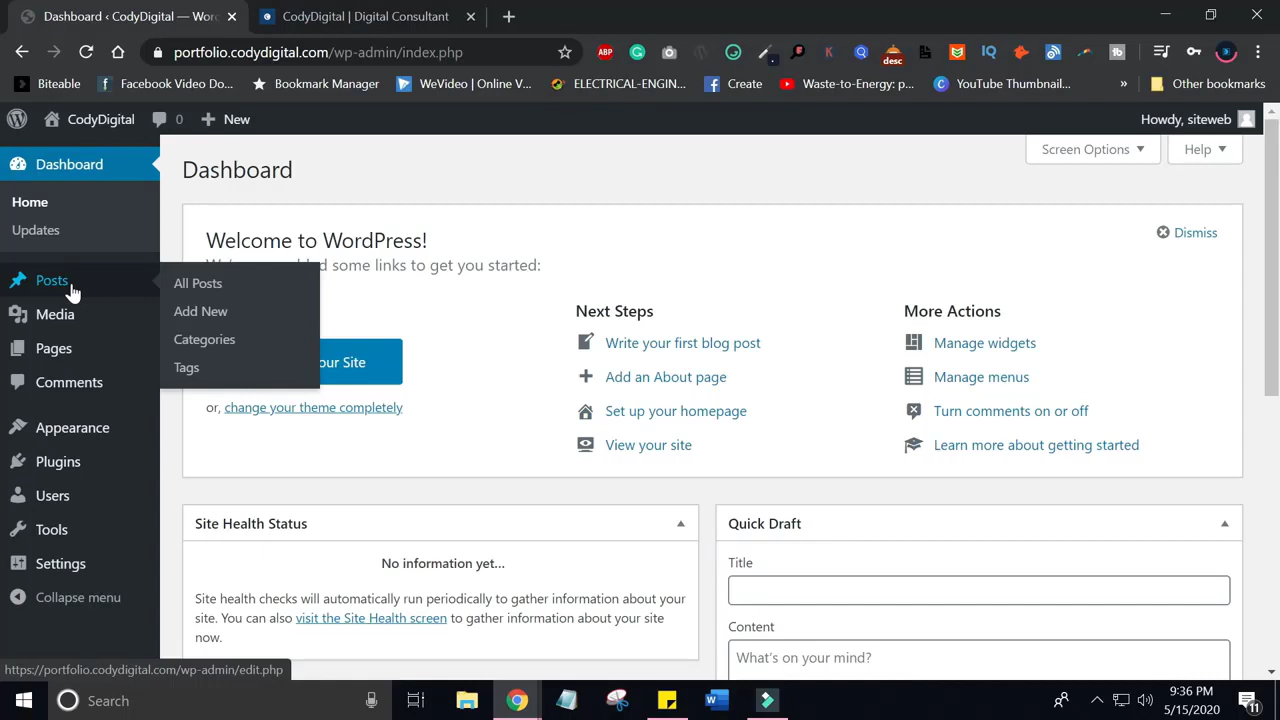 Dashboard ‹ CodyDigital — Wor
CodyDigital | Digital Consultant
portfolio.codydigital.com/wp-admin/index.php
ABP
desc
Biteable
Facebook Video Do...
Bookmark Manager
WeVideo | Online V...
ELECTRICAL-ENGIN...
Create
Waste-to-Energy: p...
YouTube Thumbnail...
»
Other bookmarks
CodyDigital
0
New
Howdy, siteweb
Dashboard
Home
Updates
Posts
Media
Pages
Comments
Appearance
Plugins
Users
Tools
Settings
Collapse menu
All Posts
Add New
Categories
Tags
Screen Options
Help
Dashboard
Welcome to WordPress!
Dismiss
some links to get you started:
our Site
or, change your theme completely
Next Steps
Write your first blog post
Add an About page
Set up your homepage
View your site
More Actions
Manage widgets
Manage menus
Turn comments on or off
Learn more about getting started
Site Health Status
No information yet...
Site health checks will automatically run periodically to gather information about your
site. You can also visit the Site Health screen to gather information about your site
now.
Quick Draft
Title
Content
What's on your mind?
https://portfolio.codydigital.com/wp-admin/edit.php
Search
9:36 PM
5/15/2020
11